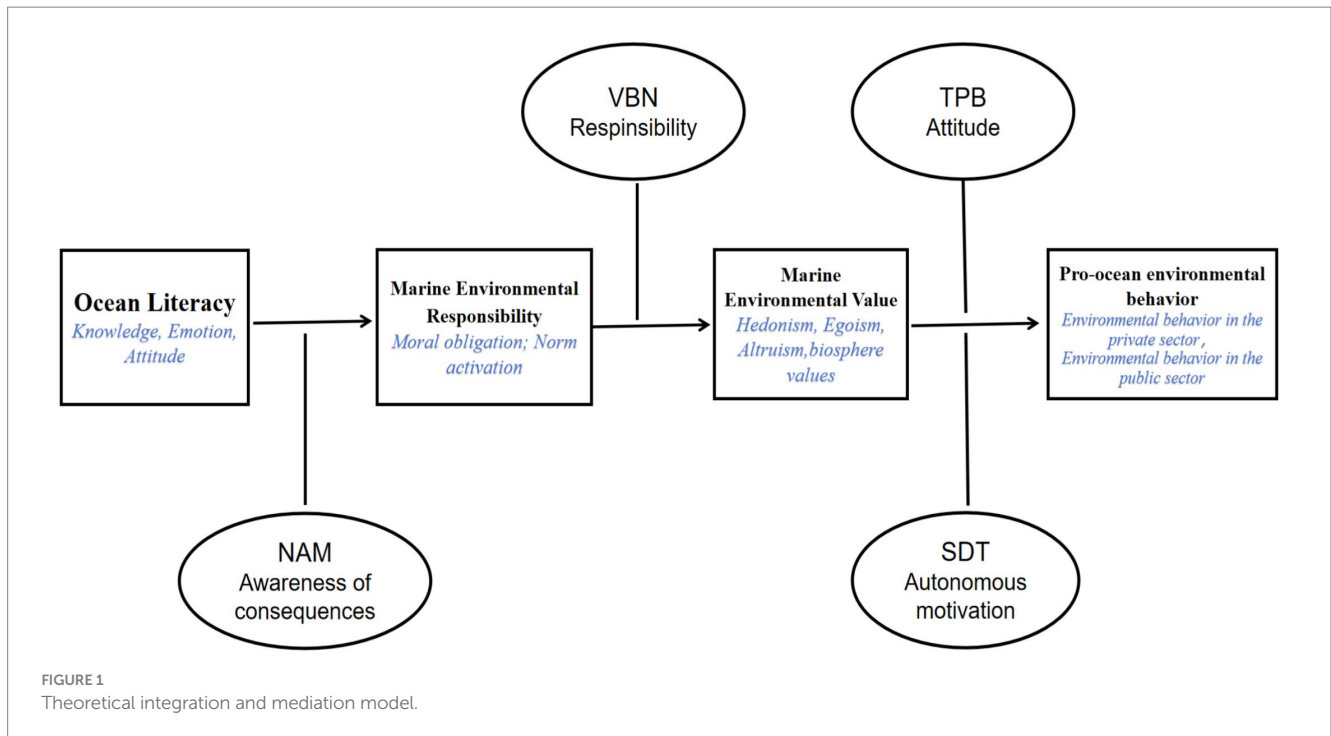 VBN
Respinsibility
TPB
Attitude
Ocean Literacy
Knowledge, Emotion,
Attitude
Marine Environmental
Responsibility
Moral obligation; Norm
activation
Marine
Environmental Value
Hedonism, Egoism,
Altruism,biosphere
values
Pro-ocean environmental
behavior
Environmental behavior in the
private sector ,
Environmental behavior in the
public sector
NAM
Awareness of
consequences
SDT
Autonomous
motivation
FIGURE 1
Theoretical integration and mediation model.